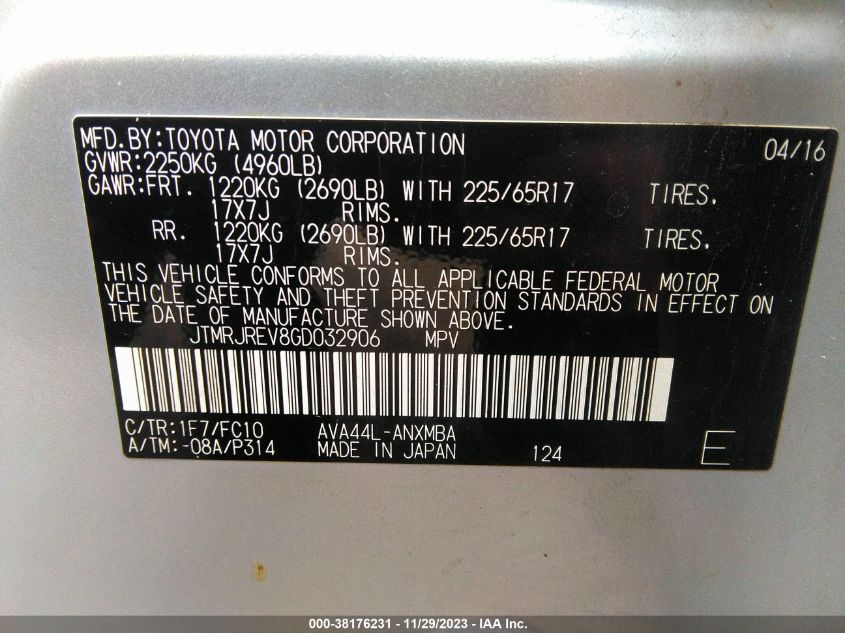 MFD.BY:TOYOTA MOTOR CORPORATION 04/16
GVWR:2250KG (4960LB)
GAWR:FRT. 1220KG (2690LB) WITH 225/65R17 TIRES.
17X7J RIMS.
RR. 1220KG (2690LB) WITH 225/65R17 TIRES.
17X7J RIMS.
THIS VEHICLE CONFORMS TO ALL APPLICABLE FEDERAL MOTOR
VEHICLE SAFETY AND THEFT PREVENTION STANDARDS IN EFFECT ON
THE DATE OF MANUFACTURE SHOWN ABOVE.
JTMRJREV8GD032906 MPV
C/TR:1F7/FC10 AVA44L-ANXMBA
A/TM:-08A/P314 MADE IN JAPAN 124 E
000-38176231 - 11/29/2023 - IAA Inc.